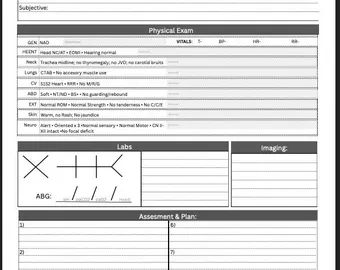 Subjective:
Physical Exam
GEN NAD VITALS: T- BP- HR- RR-
HEENT Head NC/AT • EOMI • Hearing normal
Neck Trachea midline; no thyromegaly; no JVD; no carotid bruits
Lungs CTAB • No accesory muscle use
CV S1S2 Heart • RRR • No M/R/G
ABD Soft • NT/ND • BS+ • No guarding/rebound
EXT Normal ROM • Normal Strength • No tenderness • No C/C/E
Skin Warm, no Rash; No jaundice
Neuro Alert • Oriented x 3 •Normal sensory • Normal Motor • CN II-
XII intact •No focal deficit
Labs Imaging:
ABG: / / /
Assesment & Plan:
1) 6)
2) 7)